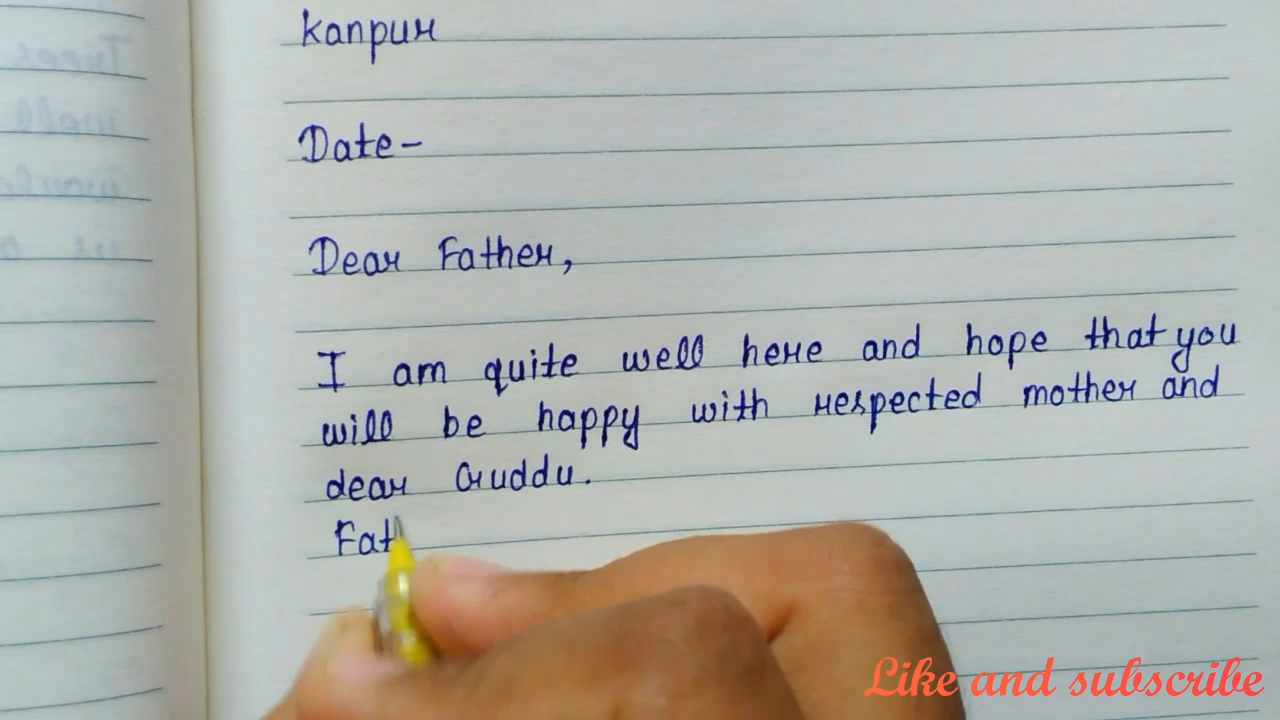 Kanpur
Date-
Dear Father,
I am quite well here and hope that you
will be happy with respected mother and
dear Guddu.
Fat
Like and subscribe